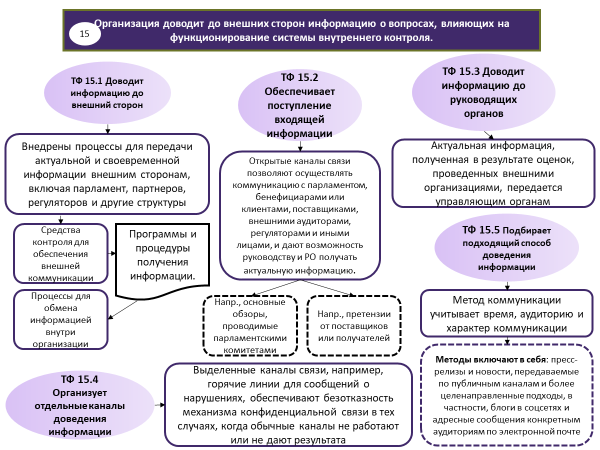 15
Организация доводит до внешних сторон информацию о вопросах, влияющих на
функционирование системы внутреннего контроля.
ТФ 15.1 Доводит
информацию до
внешний сторон
Внедрены процессы для передачи
актуальной и своевременной
информации внешним сторонам,
включая парламент, партнеров,
регуляторов и другие структуры
Средства
контроля для
обеспечения
внешней
коммуникации
Программы и
процедуры
получения
информации.
Процессы для
обмена
информацией
внутри
организации
ТФ 15.2
Обеспечивает
поступление
входящей
информации
Открытые каналы связи
позволяют осуществлять
коммуникацию с парламентом,
бенефициарами или
клиентами, поставщиками,
внешними аудиторами,
регуляторами и иными
лицами, и дают возможность
руководству и РО получать
актуальную информацию.
Напр., основные
обзоры,
проводимые
парламентскими
комитетами
Напр., претензии
от поставщиков
или получателей
ТФ 15.3 Доводит
информацию до
руководящих
органов
Актуальная информация,
полученная в результате оценок,
проведенных внешними
организациями, передается
управляющим органам
ТФ 15.4
Организует
отдельные каналы
доведения
информации
Выделенные каналы связи, например,
горячие линии для сообщений о
нарушениях, обеспечивают безотказность
механизма конфиденциальной связи в тех
случаях, когда обычные каналы не работают
или не дают результата
ТФ 15.5 Подбирает
подходящий способ
доведения
информации
Метод коммуникации
учитывает время, аудиторию и
характер коммуникации
Методы включают в себя: пресс-
релизы и новости, передаваемые
по публичным каналам и более
целенаправленные подходы, в
частности, блоги в соцсетях и
адресные сообщения конкретным
аудиториям по электронной почте